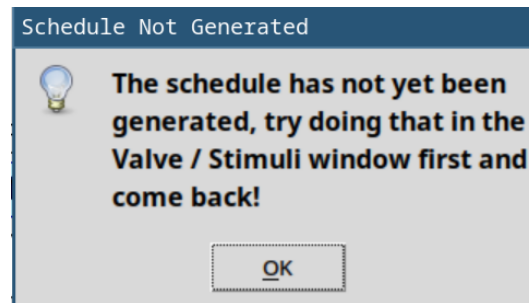 Schedule Not Generated
The schedule has not yet been
generated, try doing that in the
Valve / Stimuli window first and
come back!
OK